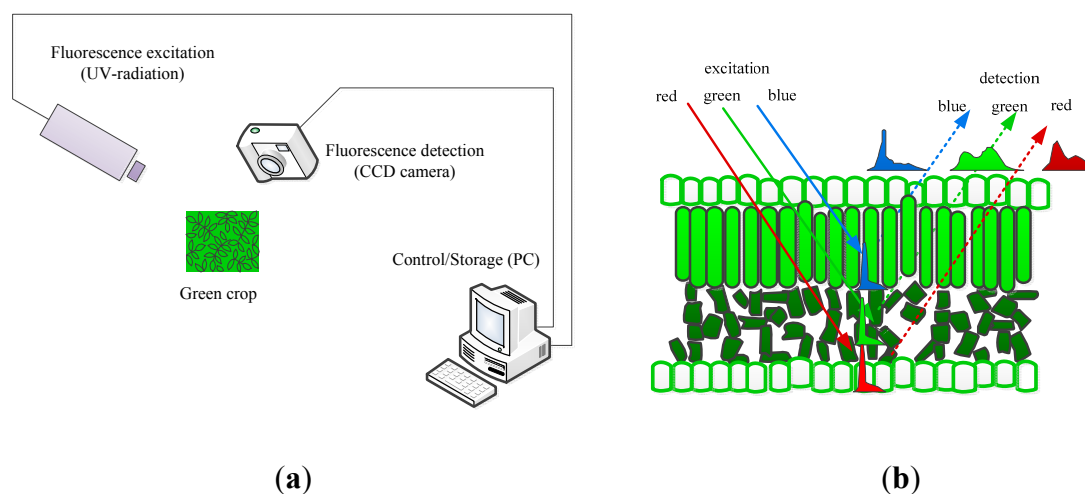 Fluorescence excitation
(UV-radiation)
Fluorescence detection
(CCD camera)
Green crop
Control/Storage (PC)
(a)
excitation
red green blue
detection
blue green red
(b)